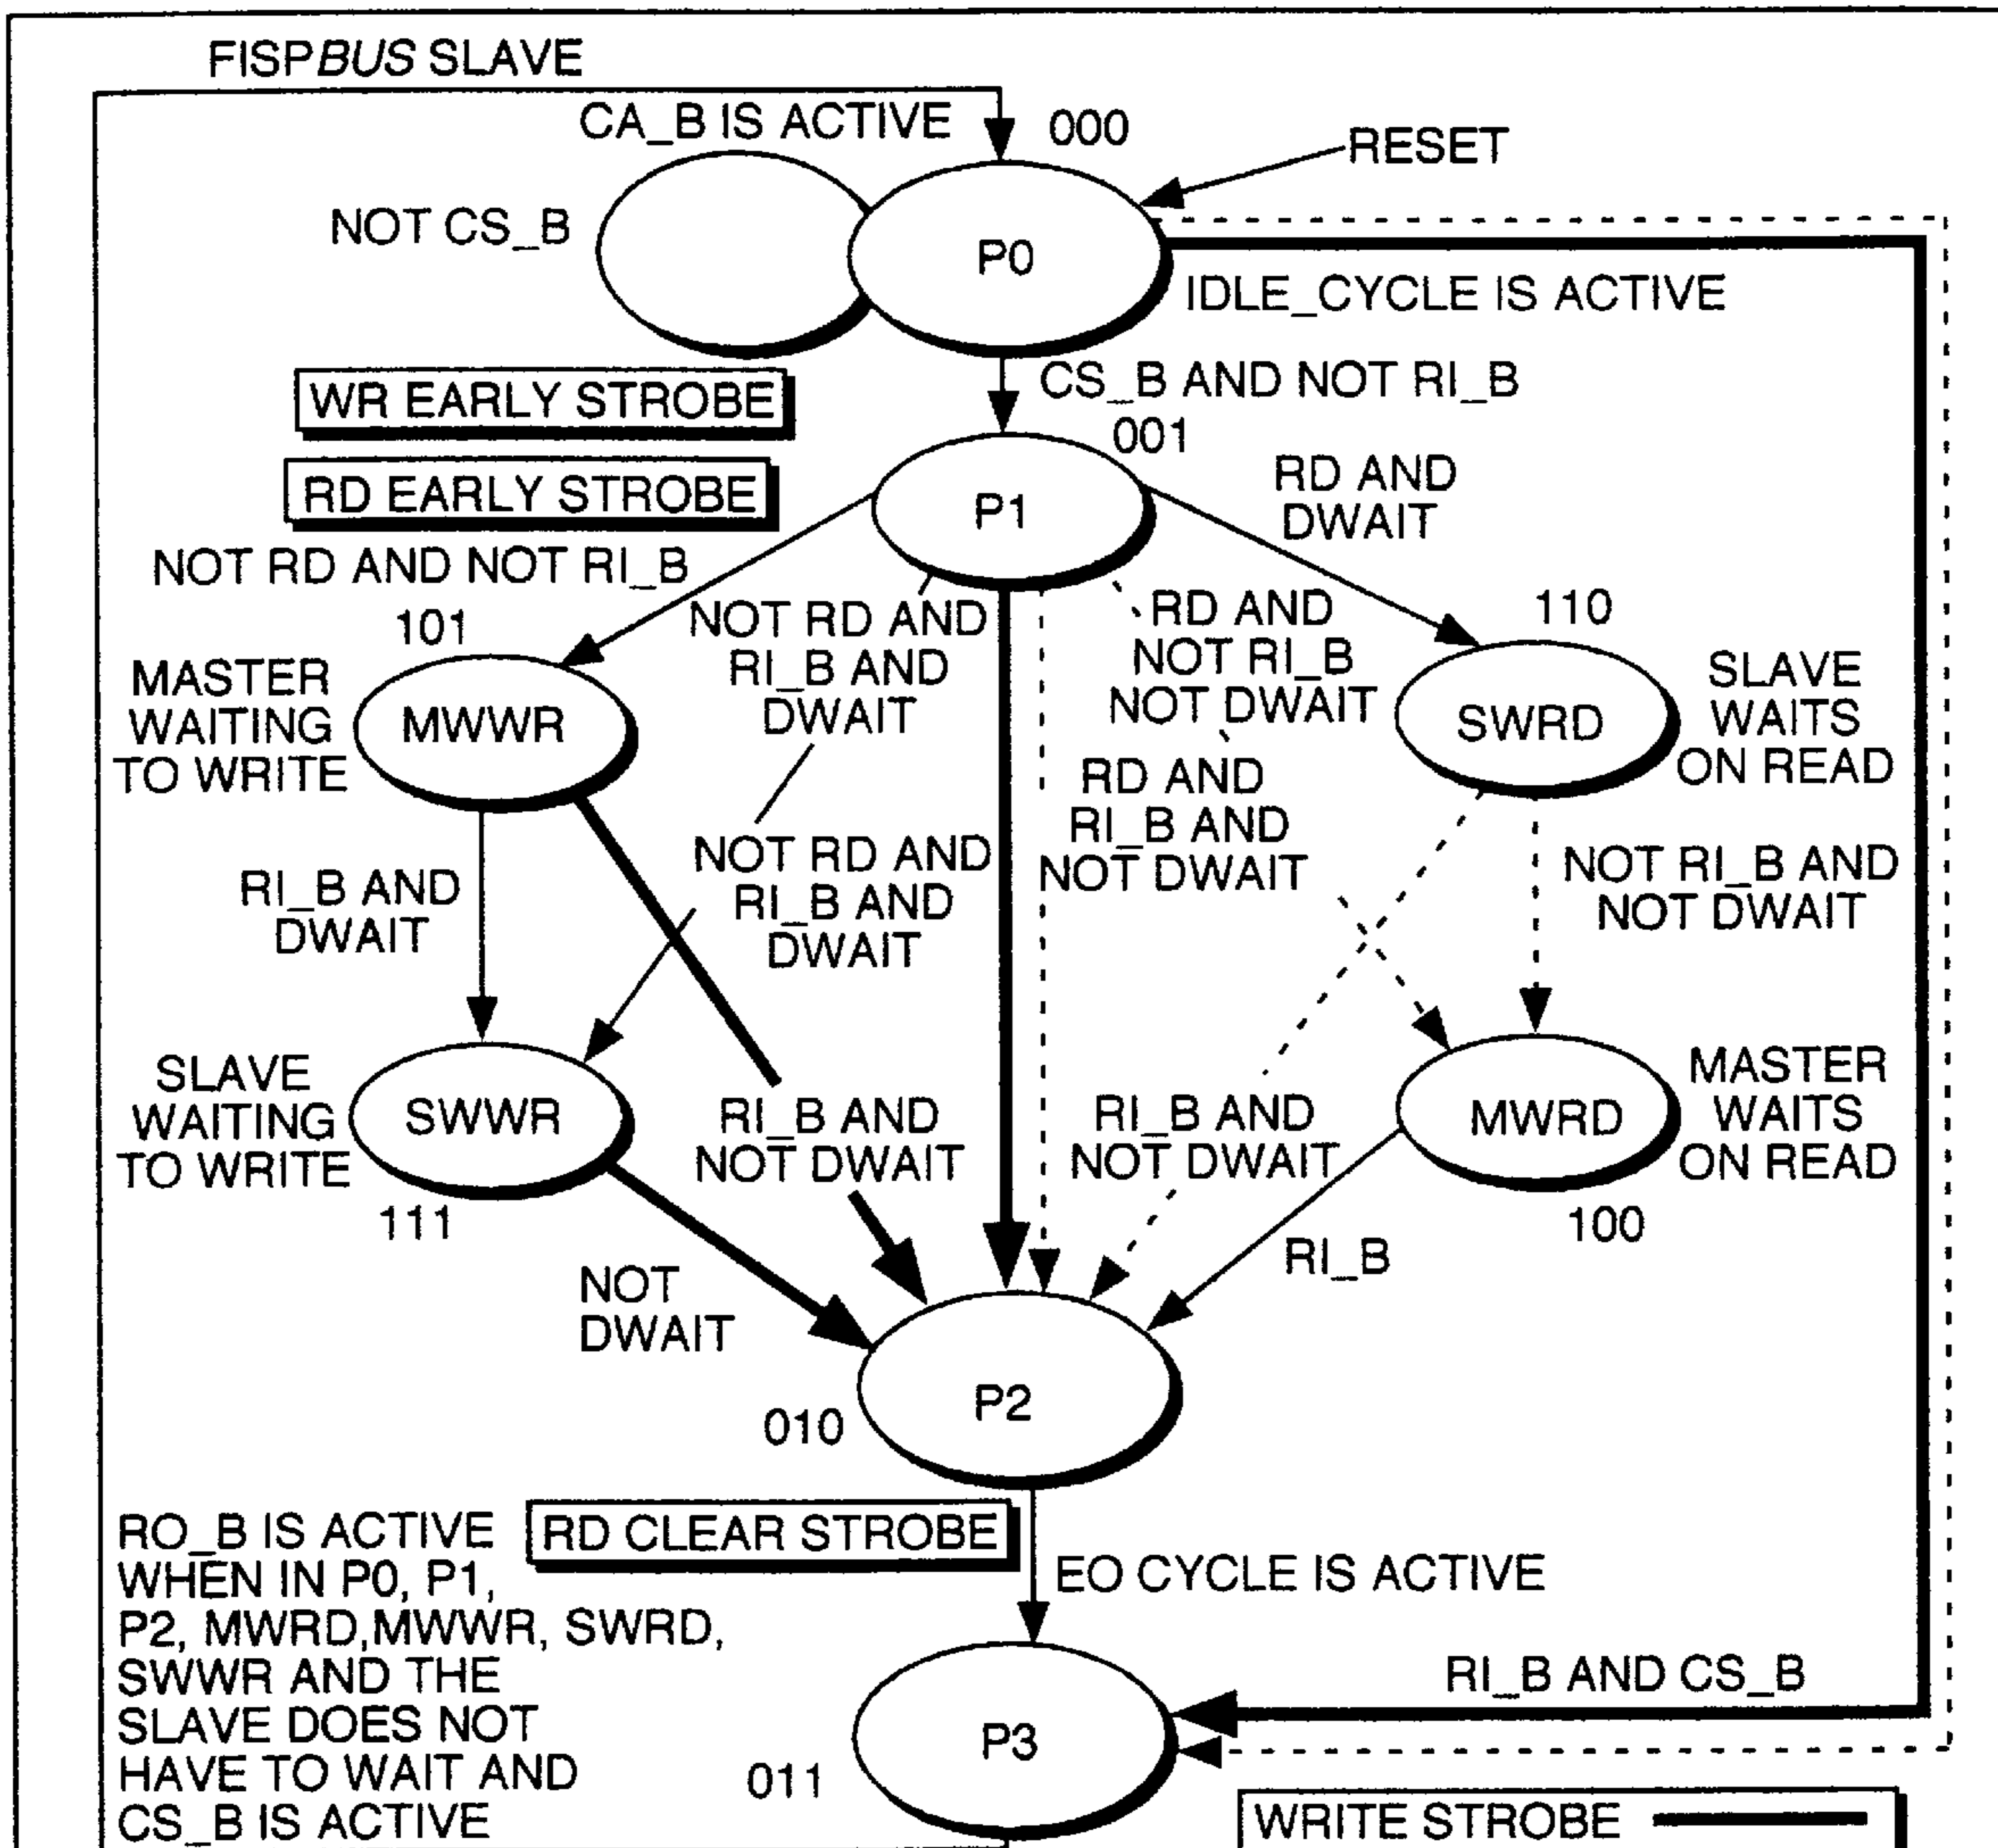 FISPBUS SLAVE
CA_B IS ACTIVE
000
RESET
NOT CS_B
P0
IDLE_CYCLE IS ACTIVE
WR EARLY STROBE
CS_B AND NOT RI_B
001
RD EARLY STROBE
P1
RD AND
DWAIT
NOT RD AND NOT RI_B
101
MASTER
WAITING
TO WRITE
MWWR
NOT RD AND
RI_B AND
DWAIT
RD AND
NOT RI_B
NOT DWAIT
110
SWRD
SLAVE
WAITS
ON READ
RI_B AND
DWAIT
NOT RD AND
RI_B AND
DWAIT
RD AND
RI_B AND
NOT DWAIT
NOT RI_B AND
NOT DWAIT
SLAVE
WAITING
TO WRITE
SWWR
111
RI_B AND
NOT DWAIT
RI_B AND
NOT DWAIT
MWRD
MASTER
WAITS
ON READ
100
RI_B
NOT
DWAIT
P2
010
RO_B IS ACTIVE
WHEN IN P0, P1,
P2, MWRD,MWWR, SWRD,
SWWR AND THE
SLAVE DOES NOT
HAVE TO WAIT AND
CS_B IS ACTIVE
RD CLEAR STROBE
EO CYCLE IS ACTIVE
RI_B AND CS_B
P3
011
WRITE STROBE